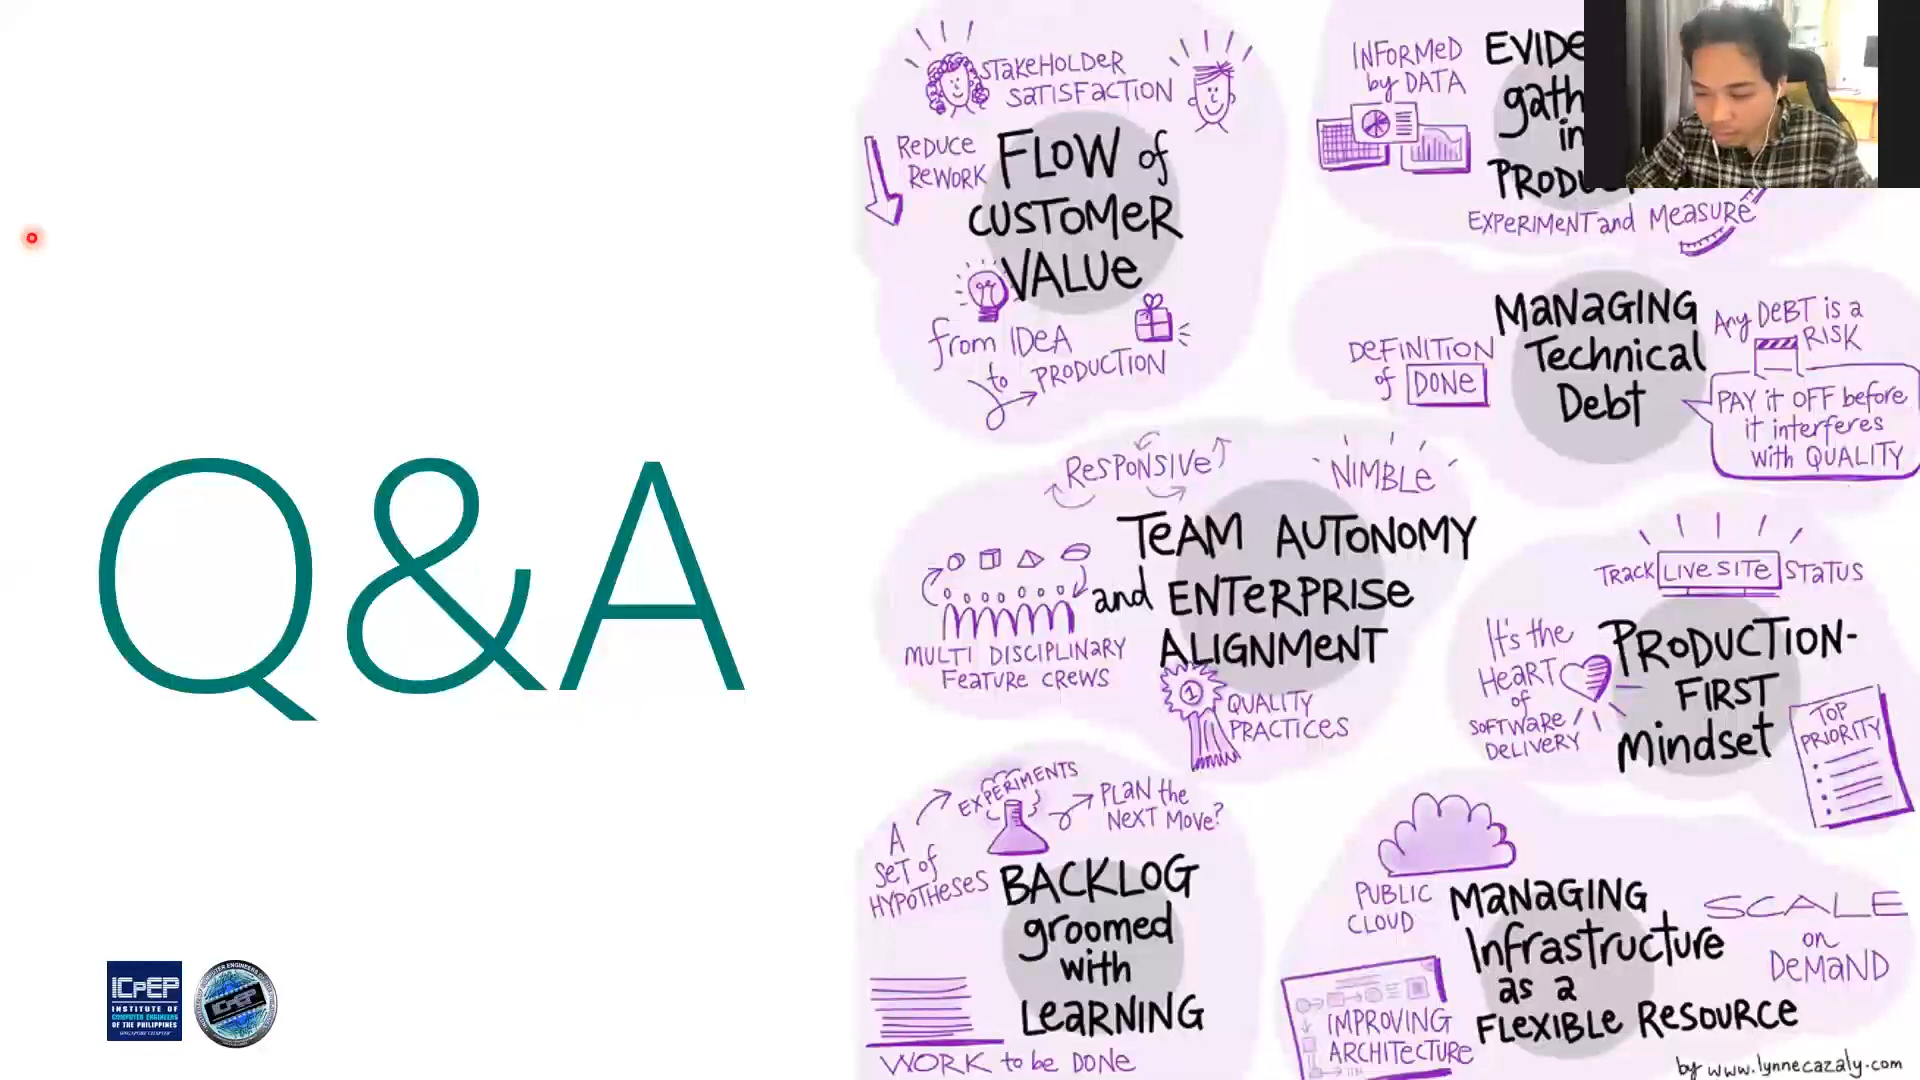 Q&A
STAKEHOLDER
SATISFACTION
REDUCE
REWORK
FLOW of
CUSTOMER
VALUE
from IDEA
to PRODUCTION
INFORMED
by DATA
EXPERIMENT and MEASURE
MANAGING
Technical
Debt
DEFINITION
of DONE
Any DEBT is a
RISK
PAY it OFF before
it interferes
with QUALITY
RESPONSIVE
NIMBLE
TEAM AUTONOMY
and ENTERPRISE
ALIGNMENT
MULTI DISCIPLINARY
FEATURE CREWS
1
QUALITY
PRACTICES
TRACK LIVE SITE STATUS
It's the
HEART
of
SOFTWARE
DELIVERY
PRODUCTION-
FIRST
Mindset
TOP
PRIORITY
A
SET of
HYPOTHESES
EXPERIMENTS
PLAN the
NEXT MOVE?
BACKLOG
groomed
with
LEARNING
WORK to be DONE
PUBLIC
CLOUD
MANAGING
Infrastructure
as a
FLEXIBLE RESOURCE
SCALE
on
DEMAND
IMPROVING
ARCHITECTURE
by www.lynnecazaly.com
ICpEP
INSTITUTE OF
COMPUTER ENGINEERS
OF THE PHILIPPINES
SINGAPORE CHAPTER
ICpEP